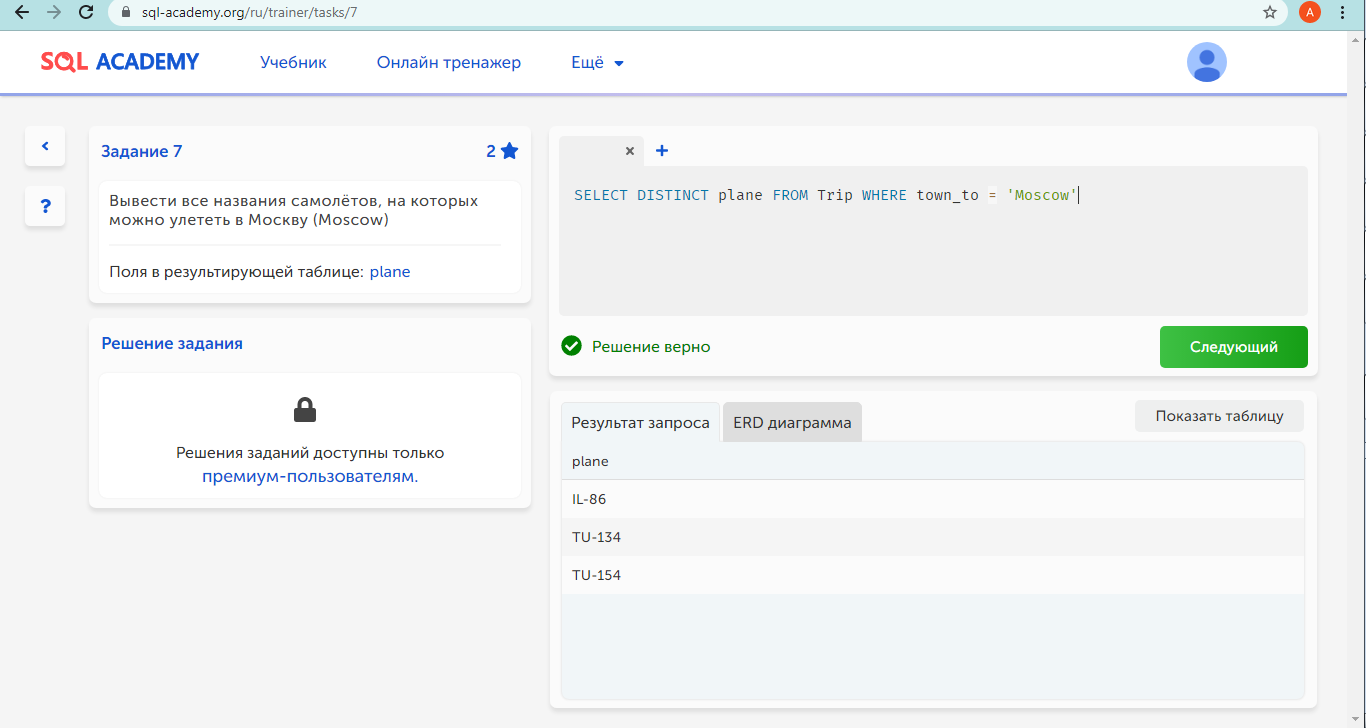 sql-academy.org/ru/trainer/tasks/7
A
SQL ACADEMY
Учебник
Онлайн тренажер
Ещё
Задание 7
2
Вывести все названия самолётов, на которых
можно улететь в Москву (Moscow)
Поля в результирующей таблице: plane
?
Решение задания
Решения заданий доступны только
премиум-пользователям.
SELECT DISTINCT plane FROM Trip WHERE town_to = 'Moscow'
Решение верно
Следующий
Результат запроса
ERD диаграмма
Показать таблицу
plane
IL-86
TU-134
TU-154